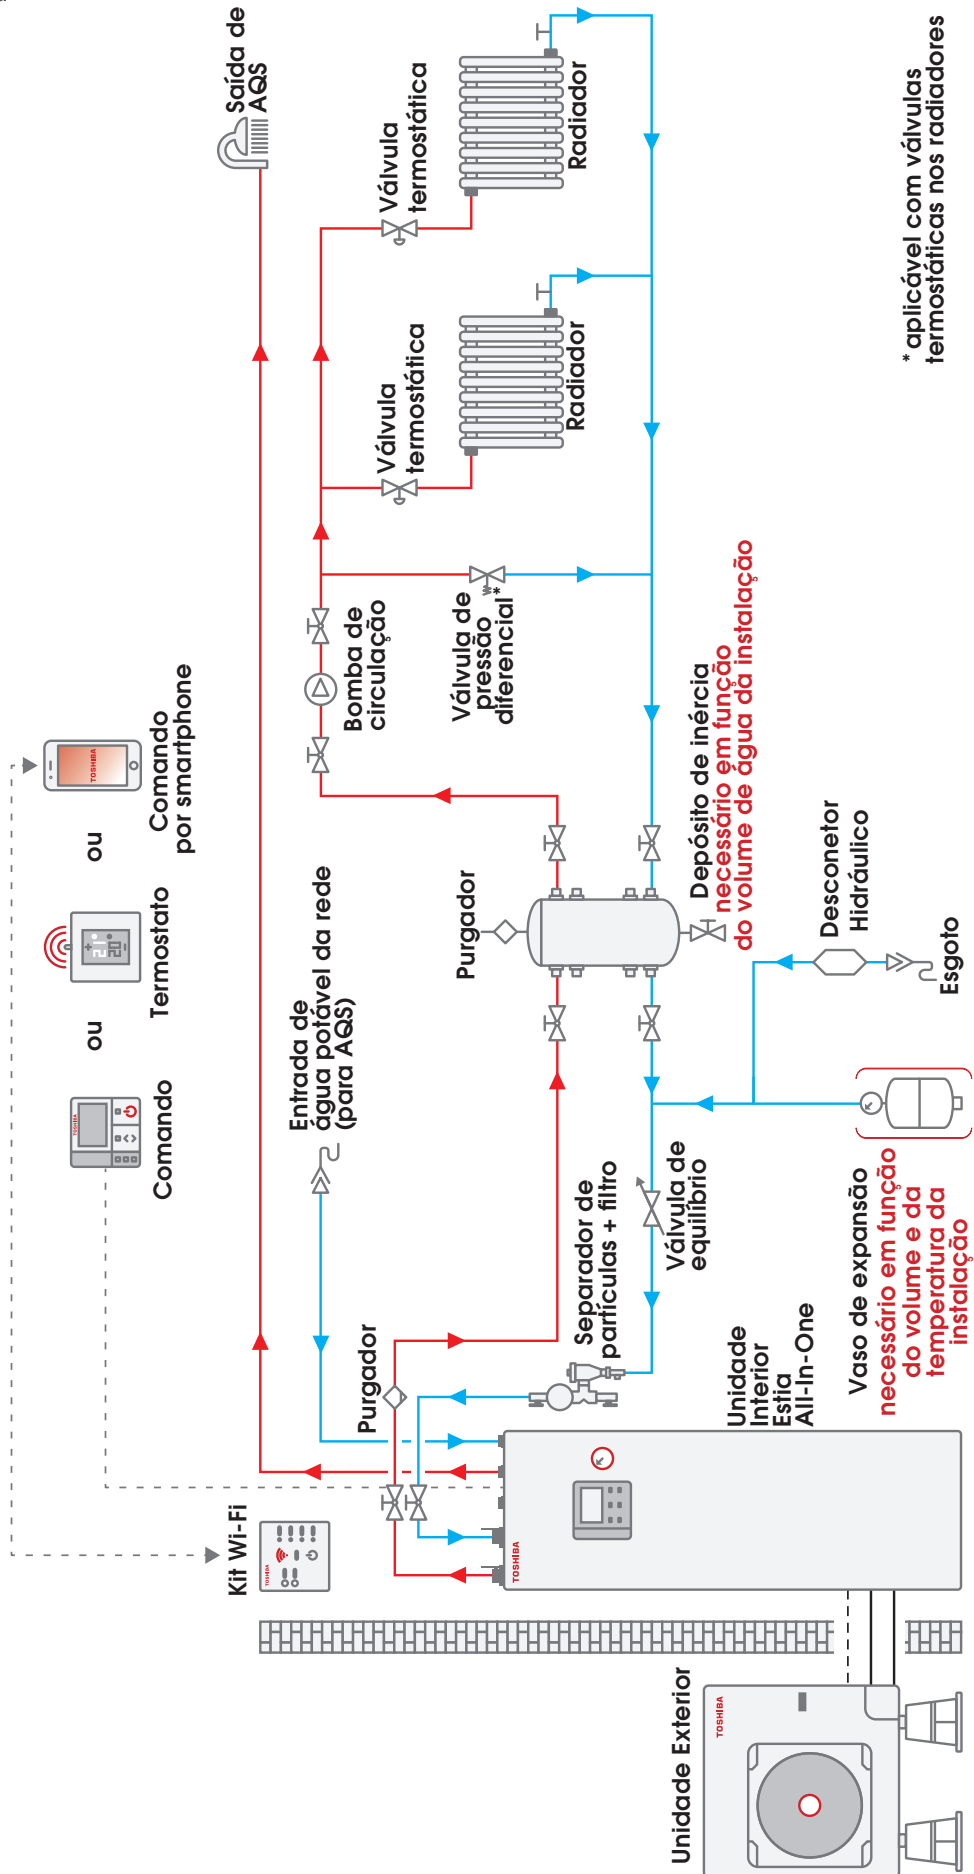 Saída de
AQS
Válvula
termostática
Radiador
Válvula
termostática
Radiador
* aplicável com válvulas
termostáticas nos radiadores
TOSHIBA
Comando
por smartphone
ou
Termostato
ou
TOSHIBA
Comando
Bomba de
circulação
Válvula de
pressão
diferencial*
Depósito de inércia
necessário em função
do volume de água da instalação
Purgador
Entrada de
água potável da rede
(para AQS)
Desconetor
Hidráulico
Esgoto
Separador de
partículas + filtro
Válvula de
equilíbrio
Vaso de expansão
necessário em função
do volume e da
temperatura da
instalação
Purgador
Unidade
Interior
Estia
All-In-One
Kit Wi-Fi
TOSHIBA
TOSHIBA
Unidade Exterior
TOSHIBA